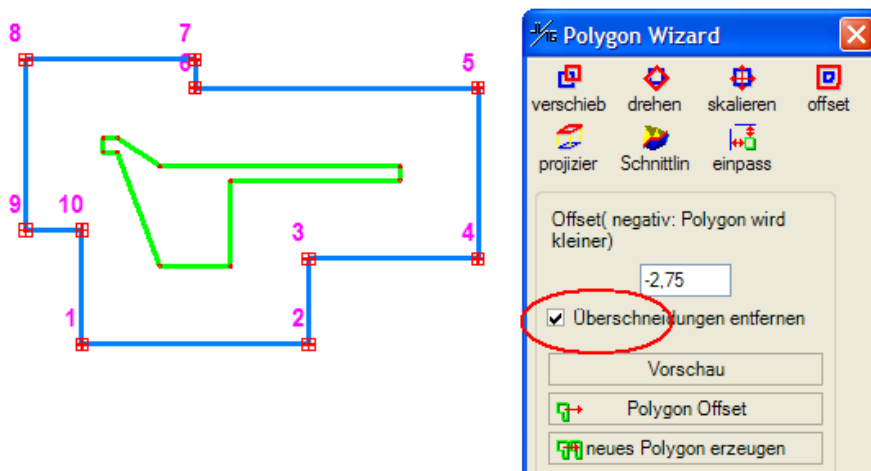 8
7
6
5
9
10
3
4
1
2
Polygon Wizard
verschieb drehen skalieren offset
projizier Schnittlin einpass
Offset( negativ: Polygon wird
kleiner)
-2,75
Überschneidungen entfernen
Vorschau
Polygon Offset
neues Polygon erzeugen